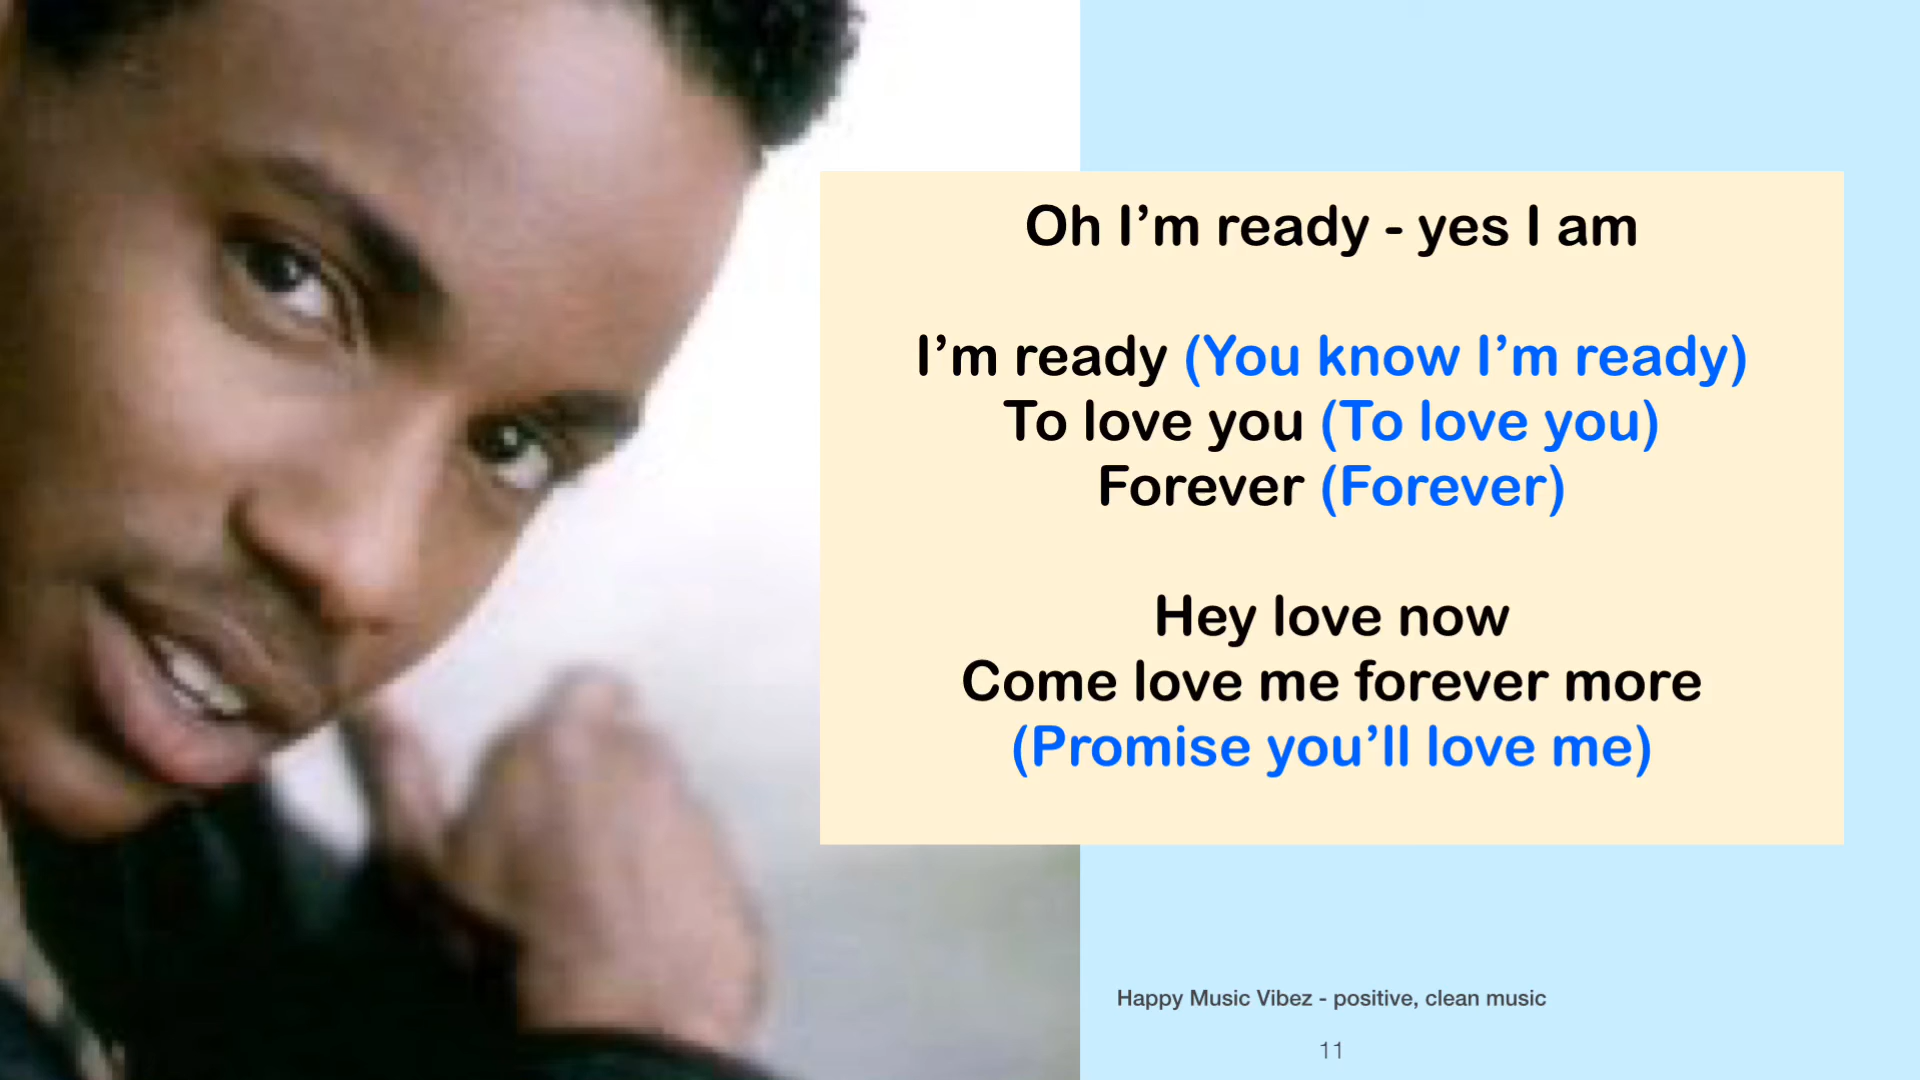 Oh I’m ready - yes I am
I’m ready (You know I’m ready)
To love you (To love you)
Forever (Forever)
Hey love now
Come love me forever more
(Promise you’ll love me)
Happy Music Vibez - positive, clean music
11